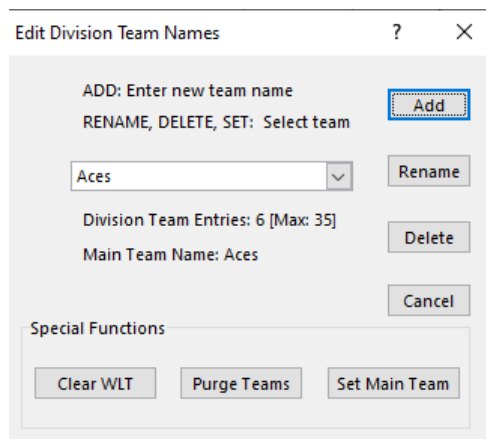 Edit Division Team Names ? ×
ADD: Enter new team name
Add
RENAME, DELETE, SET: Select team
Aces
Rename
Division Team Entries: 6 [Max: 35]
Delete
Main Team Name: Aces
Cancel
Special Functions
Clear WLT
Purge Teams
Set Main Team